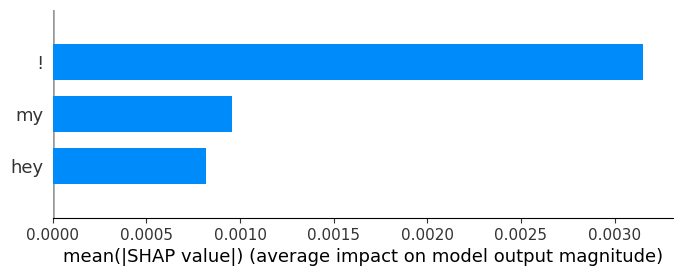 !
my
hey
0.0000 0.0005 0.0010 0.0015 0.0020 0.0025 0.0030
mean(|SHAP value|) (average impact on model output magnitude)